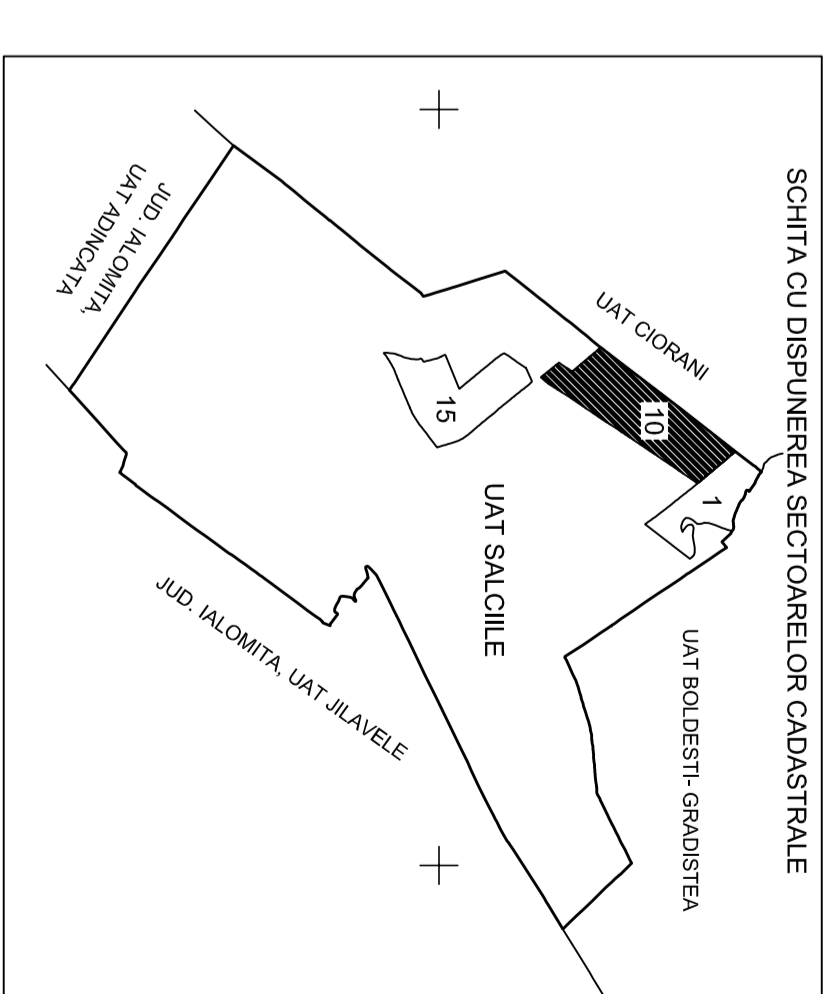 SCHITA CU DISPUNEREA SECTOARELOR CADASTRALE
UAT CIORANI
10
1
UAT BOLDESTI- GRADISTEA
15
UAT SALCIILE
JUD. IALOMITA,
UAT ADINCATA
JUD. IALOMITA, UAT JILAVELE